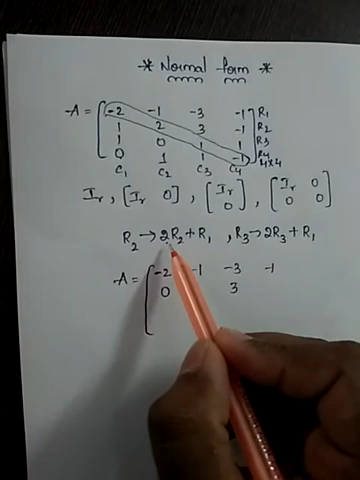 * Normal form *
A = [ -2 -1 -3 -1 ] R1
1 2 3 -1 R2
1 0 1 1 R3
0 1 1 -1 R4
C1 C2 C3 C4 4×4
Ir , [Ir 0] , [Ir 0] , [Ir 0 0 0]
R2 → 2R2 + R1 , R3 → 2R3 + R1
A = [ -2 -1 -3 -1
0 3